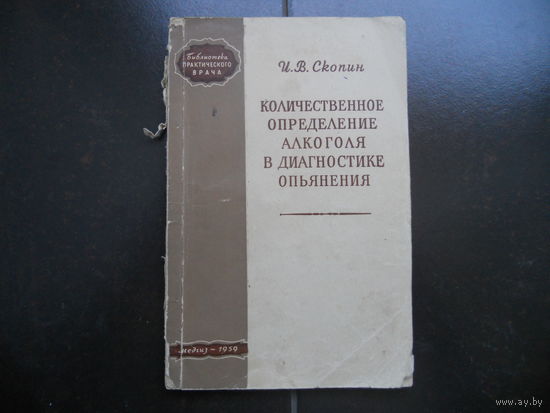 Библиотека
ПРАКТИЧЕСКОГО
ВРАЧА
И. В. Скопин
КОЛИЧЕСТВЕННОЕ
ОПРЕДЕЛЕНИЕ
АЛКОГОЛЯ
В ДИАГНОСТИКЕ
ОПЬЯНЕНИЯ
Медгиз – 1959
www.ay.by